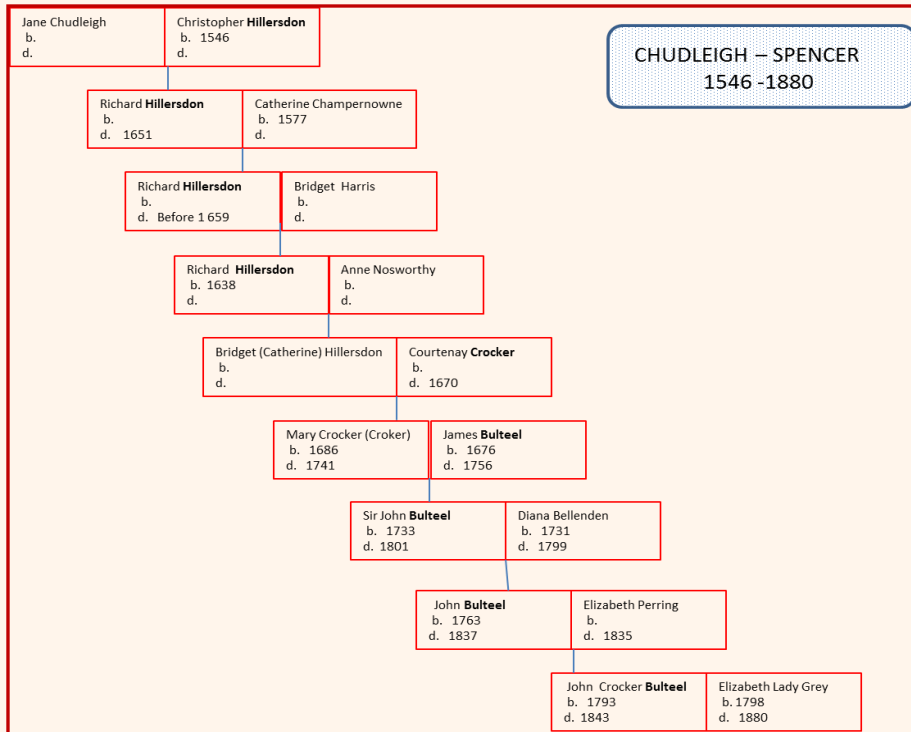 CHUDLEIGH – SPENCER
1546 -1880
Jane Chudleigh
b.
d.
Christopher Hillersdon
b. 1546
d.
Richard Hillersdon
b.
d. 1651
Catherine Champernowne
b. 1577
d.
Richard Hillersdon
b.
d. Before 1 659
Bridget Harris
b.
d.
Richard Hillersdon
b. 1638
d.
Anne Nosworthy
b.
d.
Bridget (Catherine) Hillersdon
b.
d.
Courtenay Crocker
b.
d. 1670
Mary Crocker (Croker)
b. 1686
d. 1741
James Bulteel
b. 1676
d. 1756
Sir John Bulteel
b. 1733
d. 1801
Diana Bellenden
b. 1731
d. 1799
John Bulteel
b. 1763
d. 1837
Elizabeth Perring
b.
d. 1835
John Crocker Bulteel
b. 1793
d. 1843
Elizabeth Lady Grey
b. 1798
d. 1880